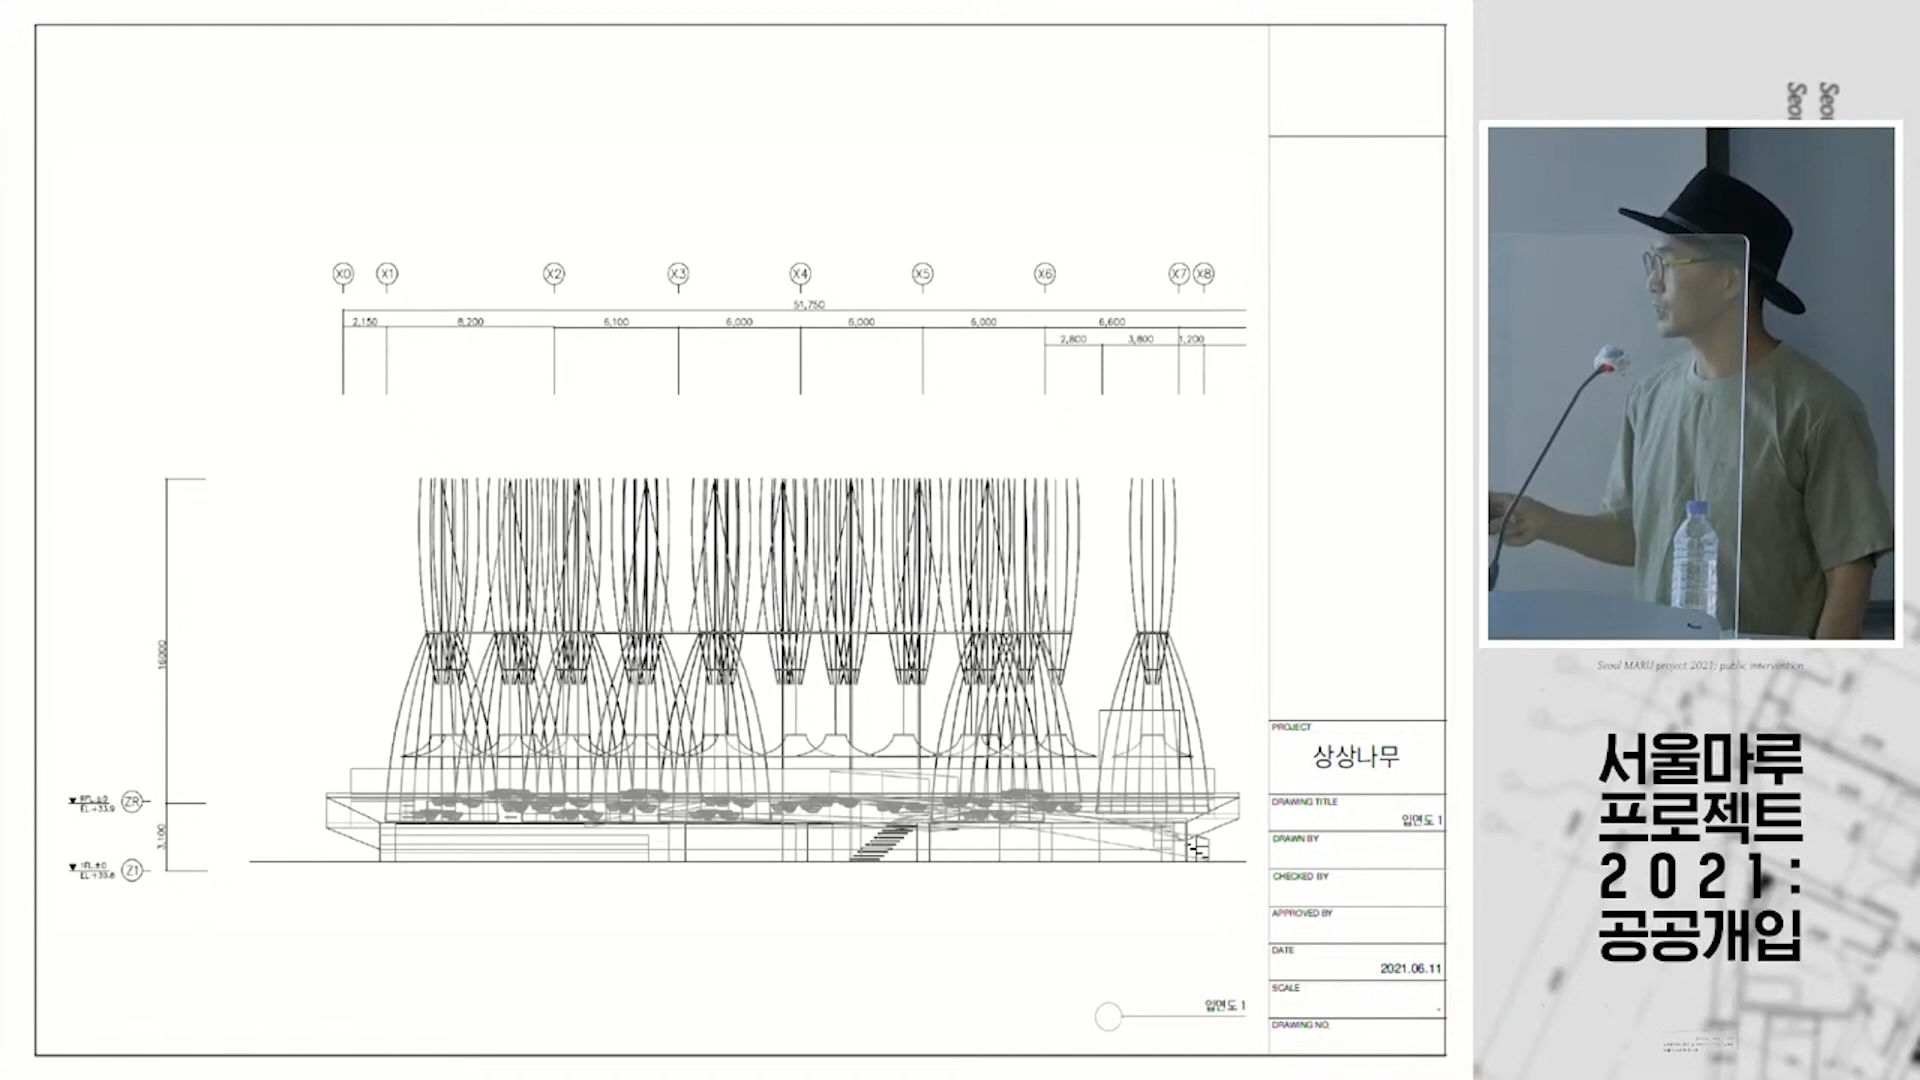 X0 X1 X2 X3 X4 X5 X6 X7 X8
51,750
2,150 8,200 6,100 6,000 6,000 6,000 6,600
2,800 3,800 1,200
16000
3,100
ZR
Z1
PROJECT
상상나무
DRAWING TITLE
입면도 1
DRAWN BY
CHECKED BY
APPROVED BY
DATE
2021.06.11
SCALE
-
DRAWING NO.
입면도 1
Seoul MARU project 2021: public intervention
서울마루
프로젝트
2021:
공공개입